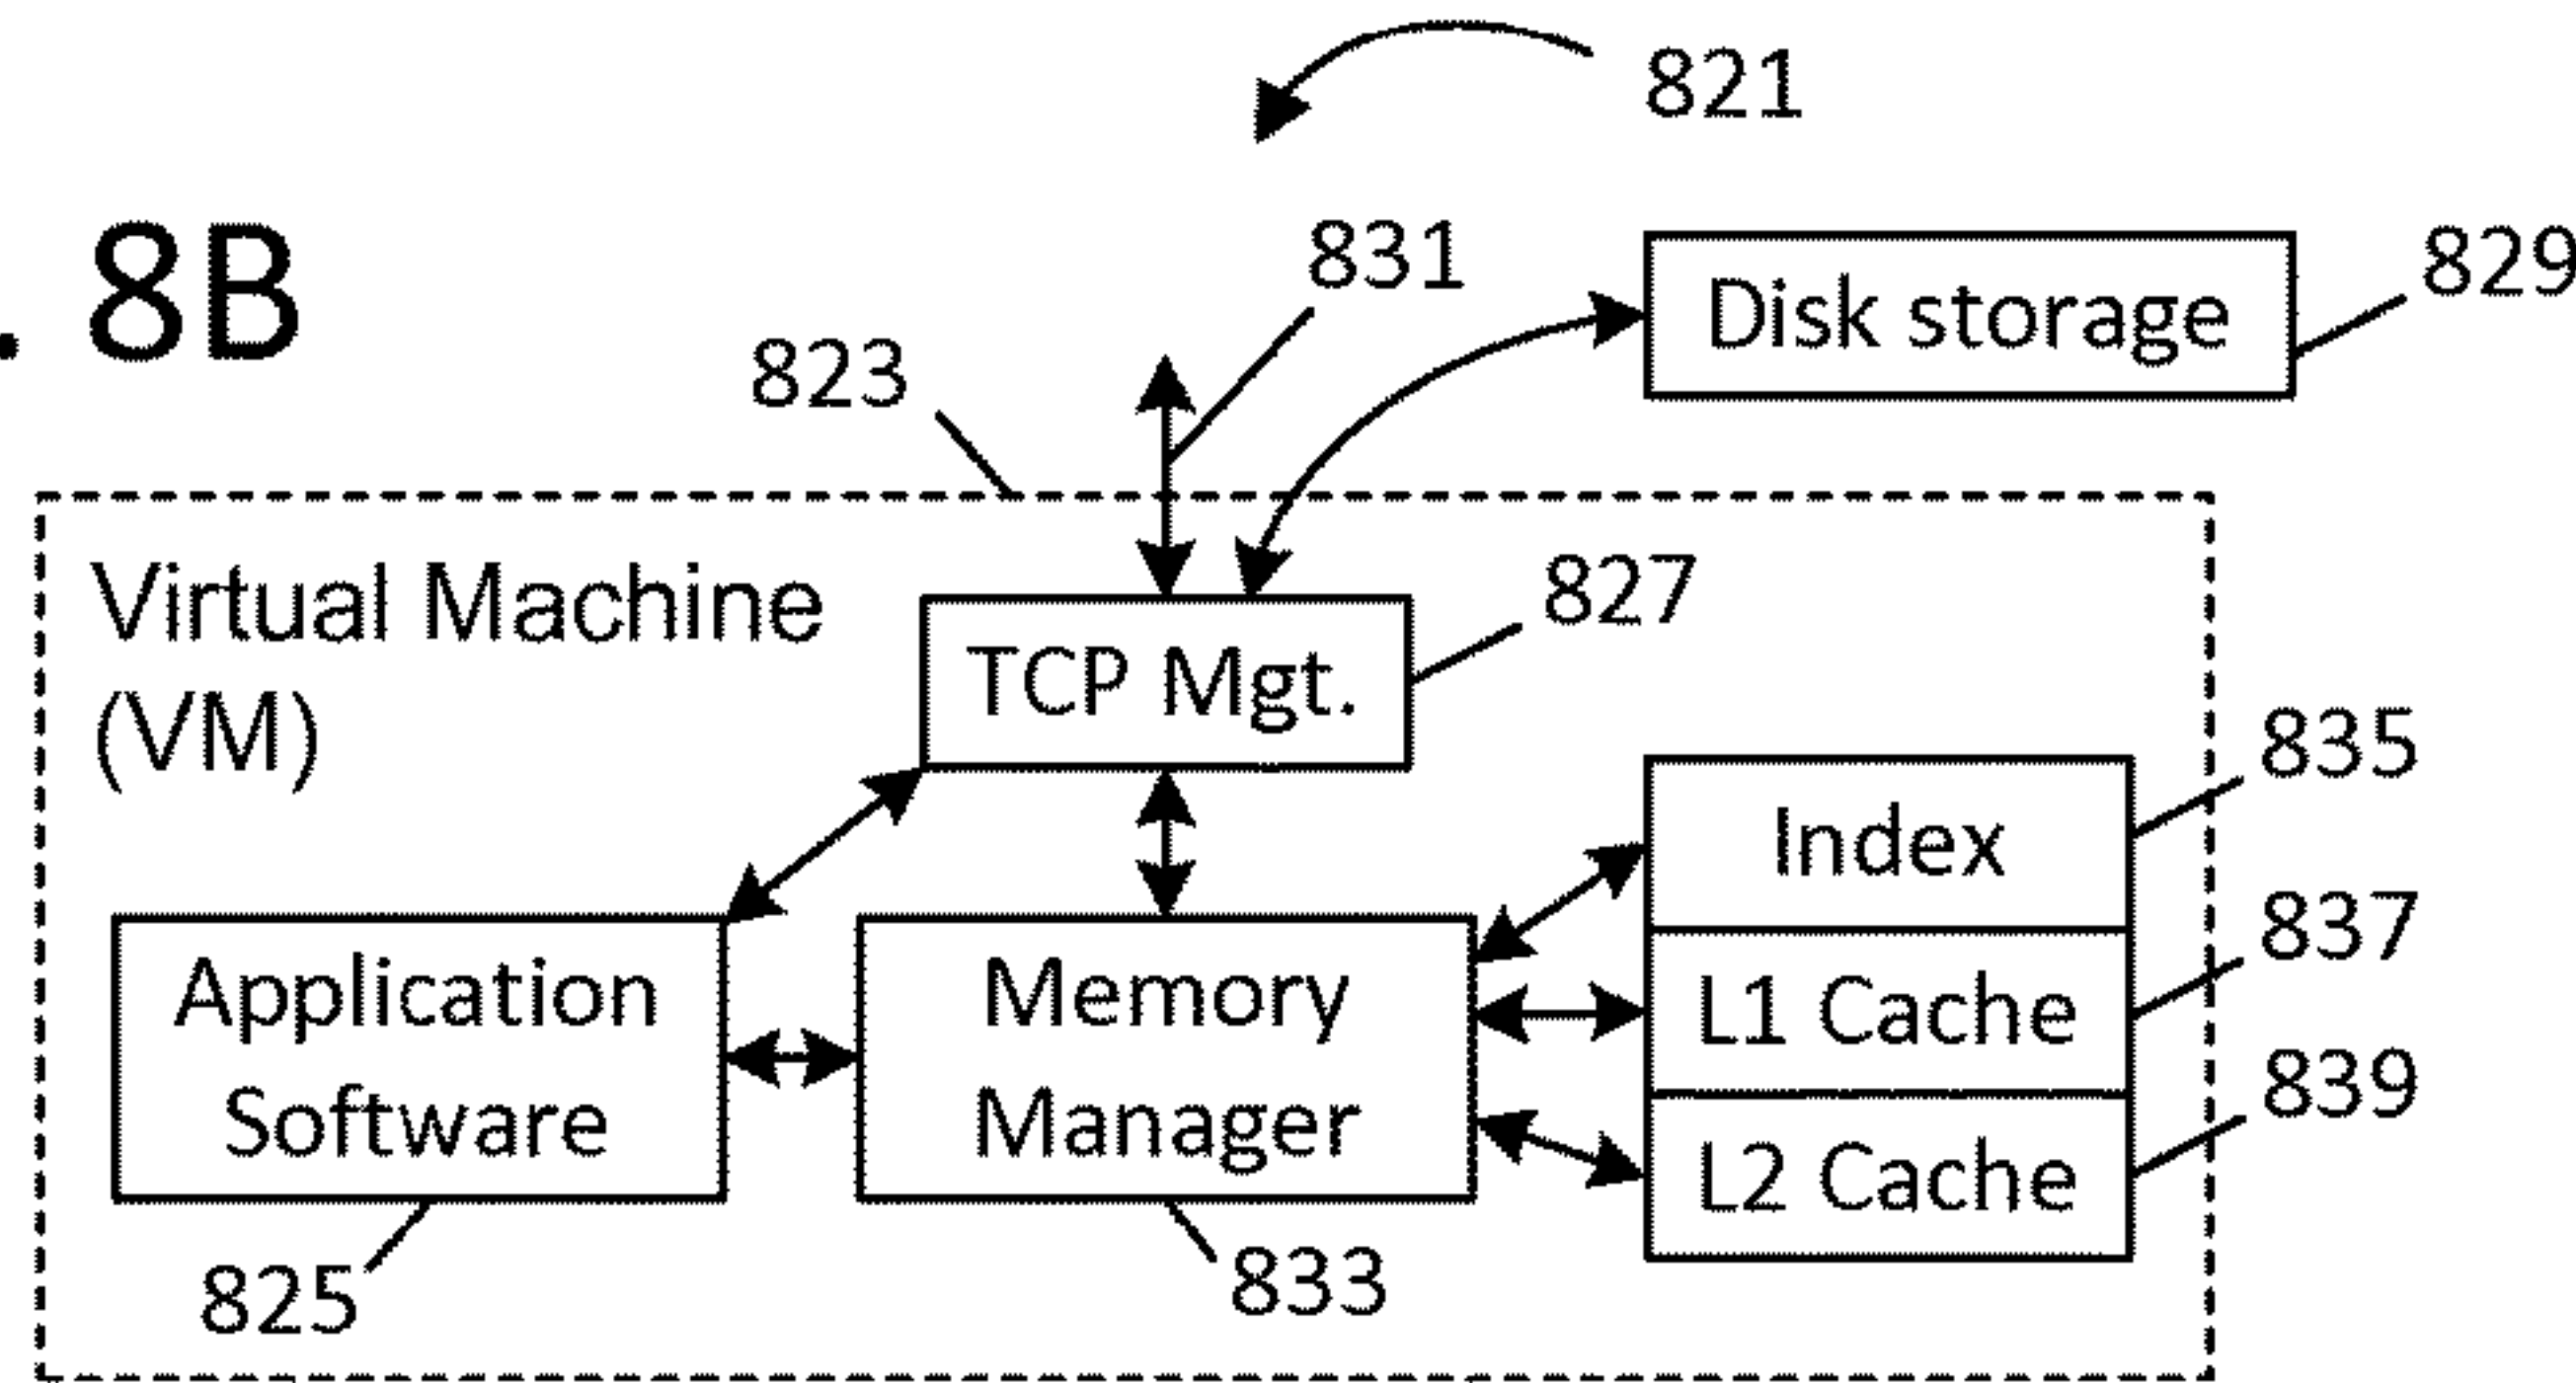 821
. 8B
831
829
Disk storage
823
Virtual Machine
(VM)
827
TCP Mgt.
835
Index
837
L1 Cache
839
L2 Cache
Application
Software
Memory
Manager
825
833